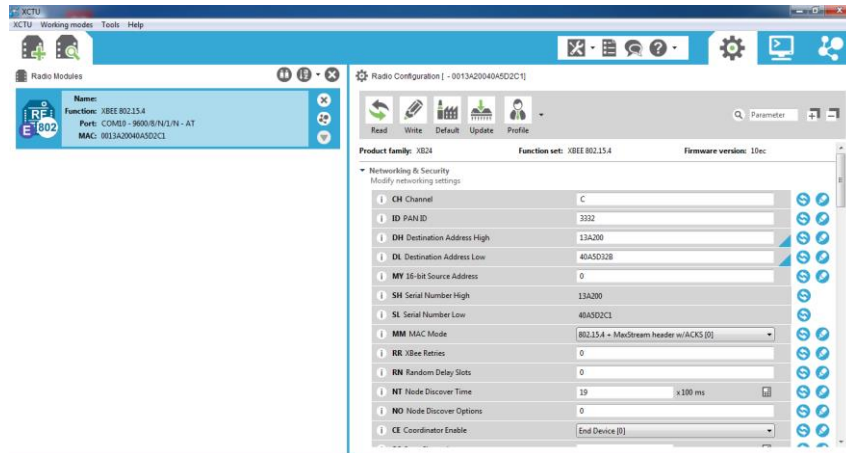 XCTU
XCTU Working modes Tools Help
Radio Modules
Name:
Function: XBEE 802.15.4
Port: COM10 - 9600/8/N/1/N - AT
MAC: 0013A20040A5D2C1
RF
802
E
Radio Configuration [ - 0013A20040A5D2C1]
Read Write Default Update Profile
Parameter
Product family: XB24 Function set: XBEE 802.15.4 Firmware version: 10ec
Networking & Security
Modify networking settings
i CH Channel C
i ID PAN ID 3332
i DH Destination Address High 13A200
i DL Destination Address Low 40A5D32B
i MY 16-bit Source Address 0
i SH Serial Number High 13A200
i SL Serial Number Low 40A5D2C1
i MM MAC Mode 802.15.4 + MaxStream header w/ACKS [0]
i RR XBee Retries 0
i RN Random Delay Slots 0
i NT Node Discover Time 19 x 100 ms
i NO Node Discover Options 0
i CE Coordinator Enable End Device [0]